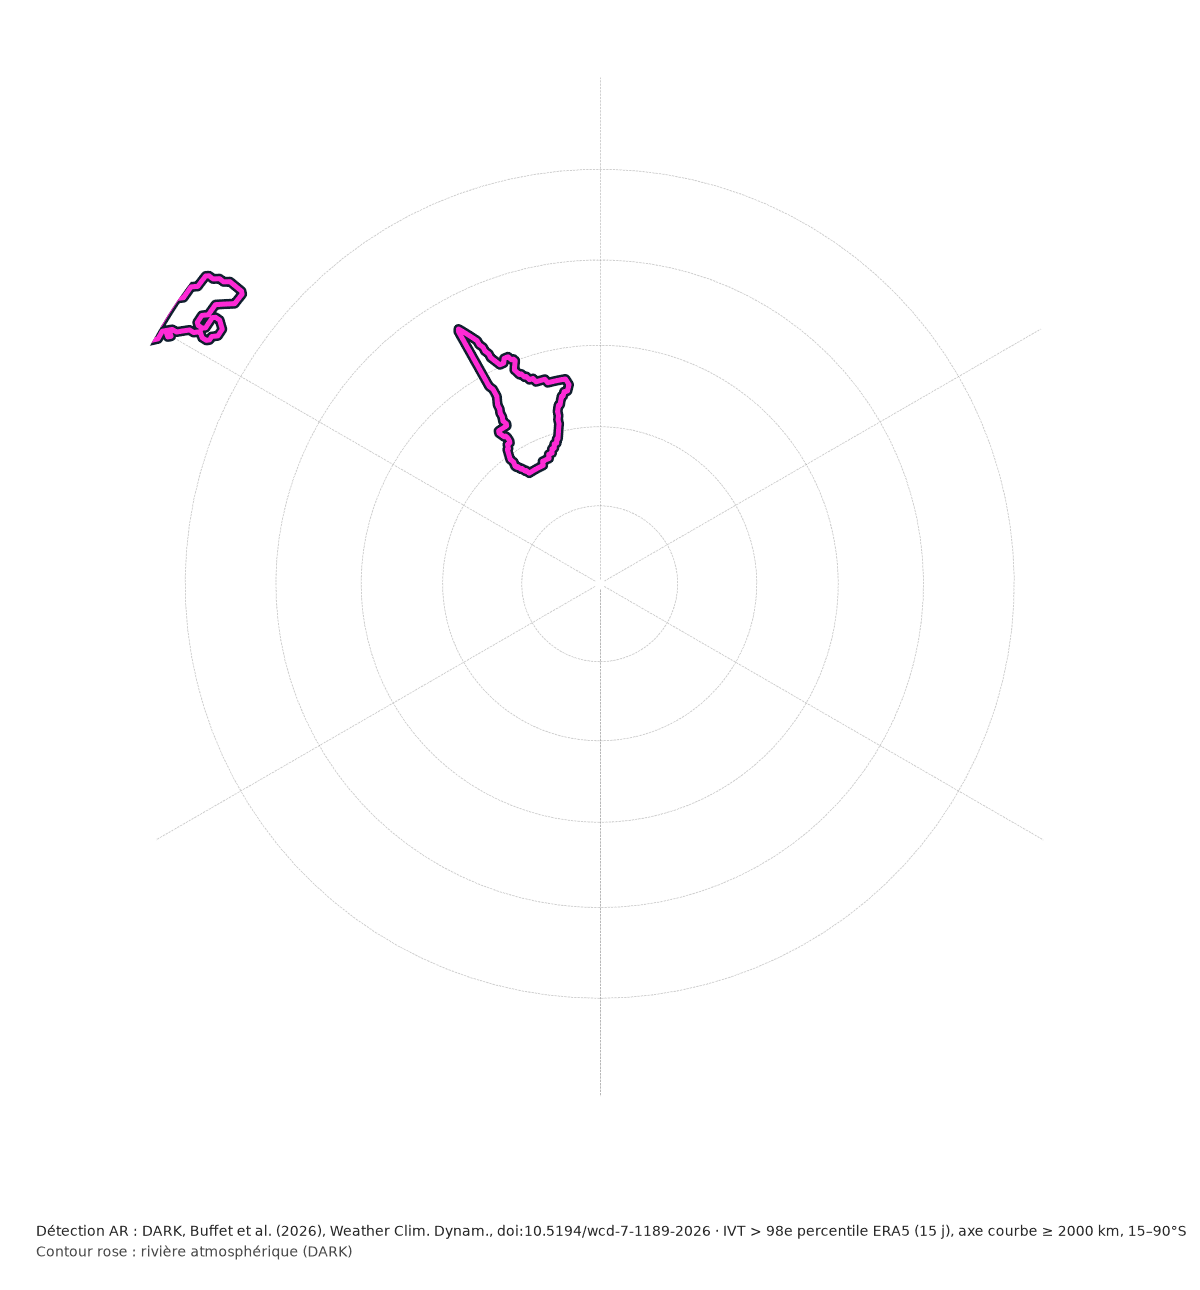 Détection AR : DARK, Buffet et al. (2026), Weather Clim. Dynam., doi:10.5194/wcd-7-1189-2026 · IVT > 98e percentile ERA5 (15 j), axe courbe ≥ 2000 km, 15–90°S
Contour rose : rivière atmosphérique (DARK)